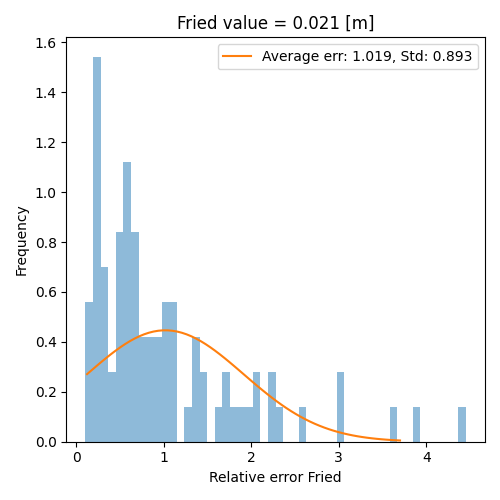 Fried value = 0.021 [m]
Average err: 1.019, Std: 0.893
Frequency
1.6
1.4
1.2
1.0
0.8
0.6
0.4
0.2
0.0
0 1 2 3 4
Relative error Fried